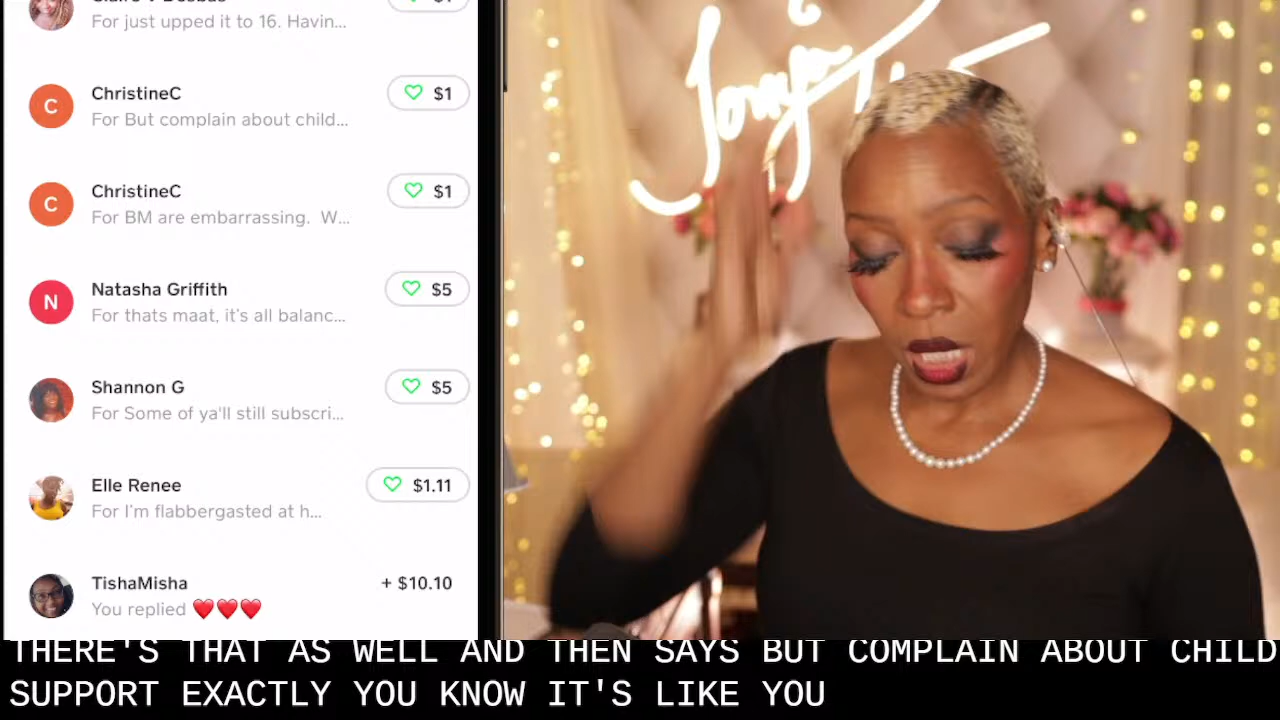 $1
For just upped it to 16. Havin...
ChristineC
$1
For But complain about child...
C
ChristineC
$1
For BM are embarrassing. W...
C
Natasha Griffith
$5
For thats maat, it's all balanc...
N
Shannon G
$5
For Some of ya'll still subscri...
Elle Renee
$1.11
For I'm flabbergasted at h...
TishaMisha
+ $10.10
You replied ❤️❤️❤️
THERE'S THAT AS WELL AND THEN SAYS BUT COMPLAIN ABOUT CHILD
SUPPORT EXACTLY YOU KNOW IT'S LIKE YOU